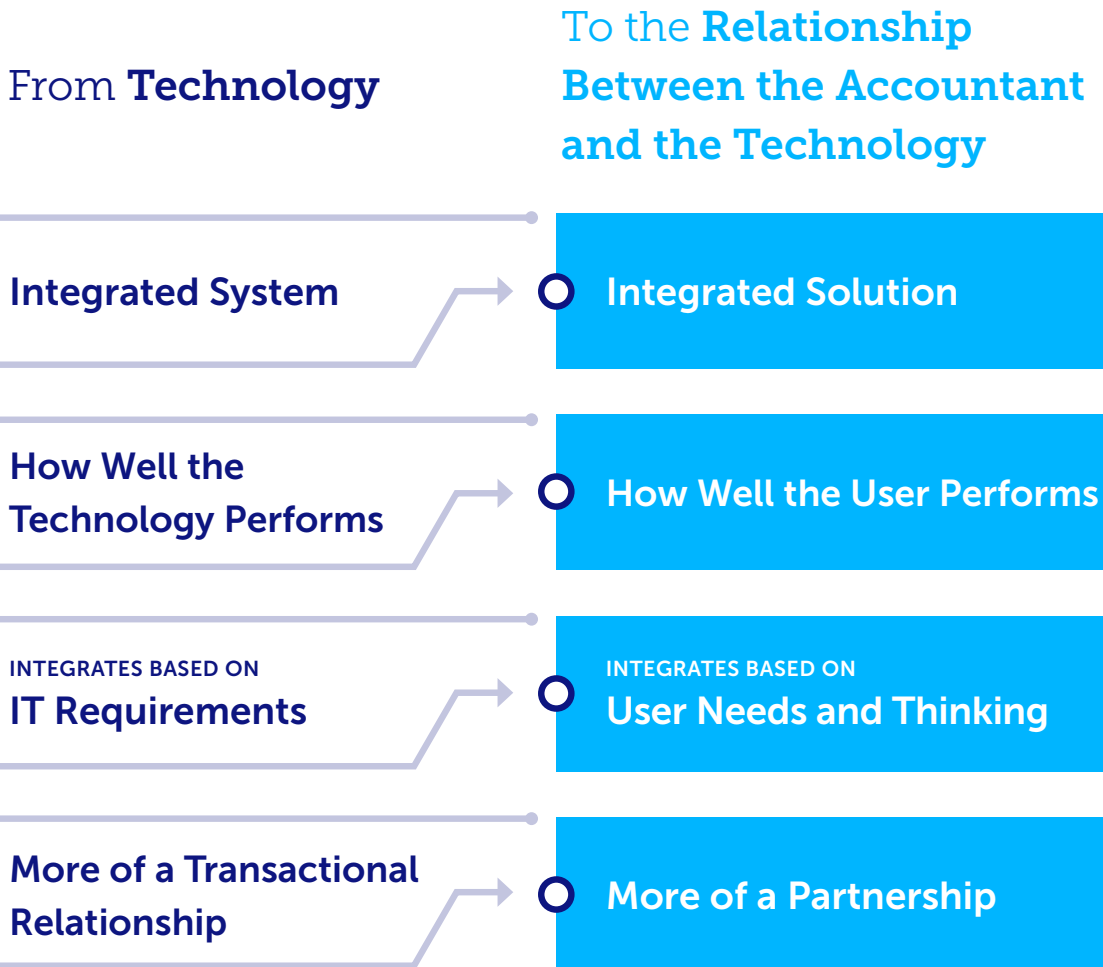 From Technology
To the Relationship
Between the Accountant
and the Technology
Integrated System
Integrated Solution
How Well the
Technology Performs
How Well the User Performs
INTEGRATES BASED ON
IT Requirements
INTEGRATES BASED ON
User Needs and Thinking
More of a Transactional
Relationship
More of a Partnership